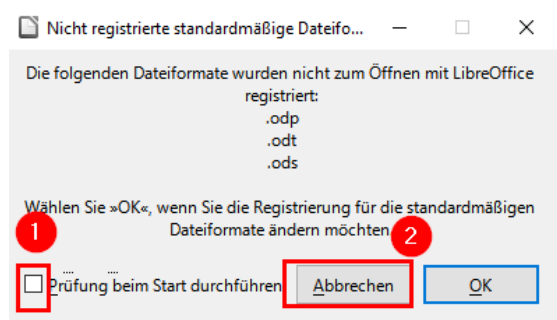 Nicht registrierte standardmäßige Dateifo...
Die folgenden Dateiformate wurden nicht zum Öffnen mit LibreOffice
registriert:
.odp
.odt
.ods
Wählen Sie »OK«, wenn Sie die Registrierung für die standardmäßigen
Dateiformate ändern möchten
1
2
Prüfung beim Start durchführen
Abbrechen
OK